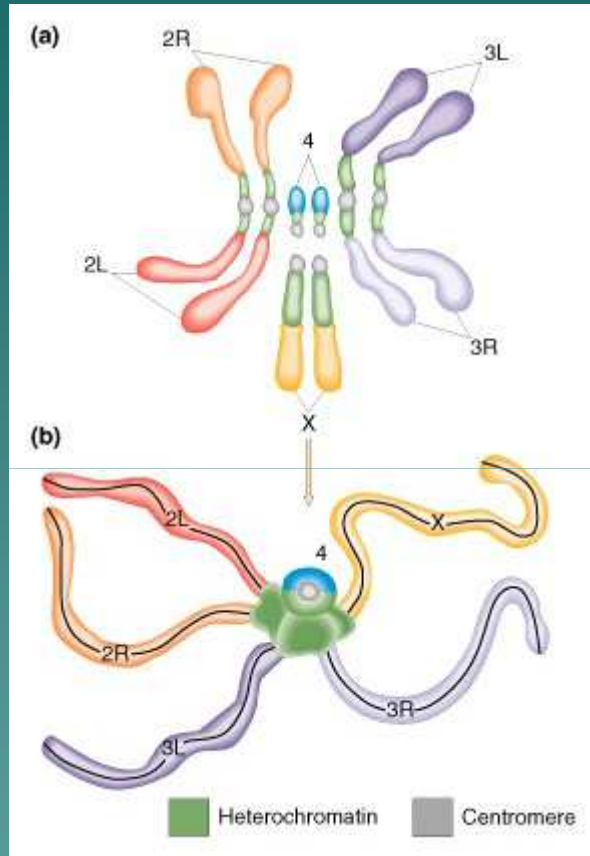 (a)
2R
3L
4
2L
3R
X
(b)
2L
X
4
2R
3R
3L
Heterochromatin
Centromere